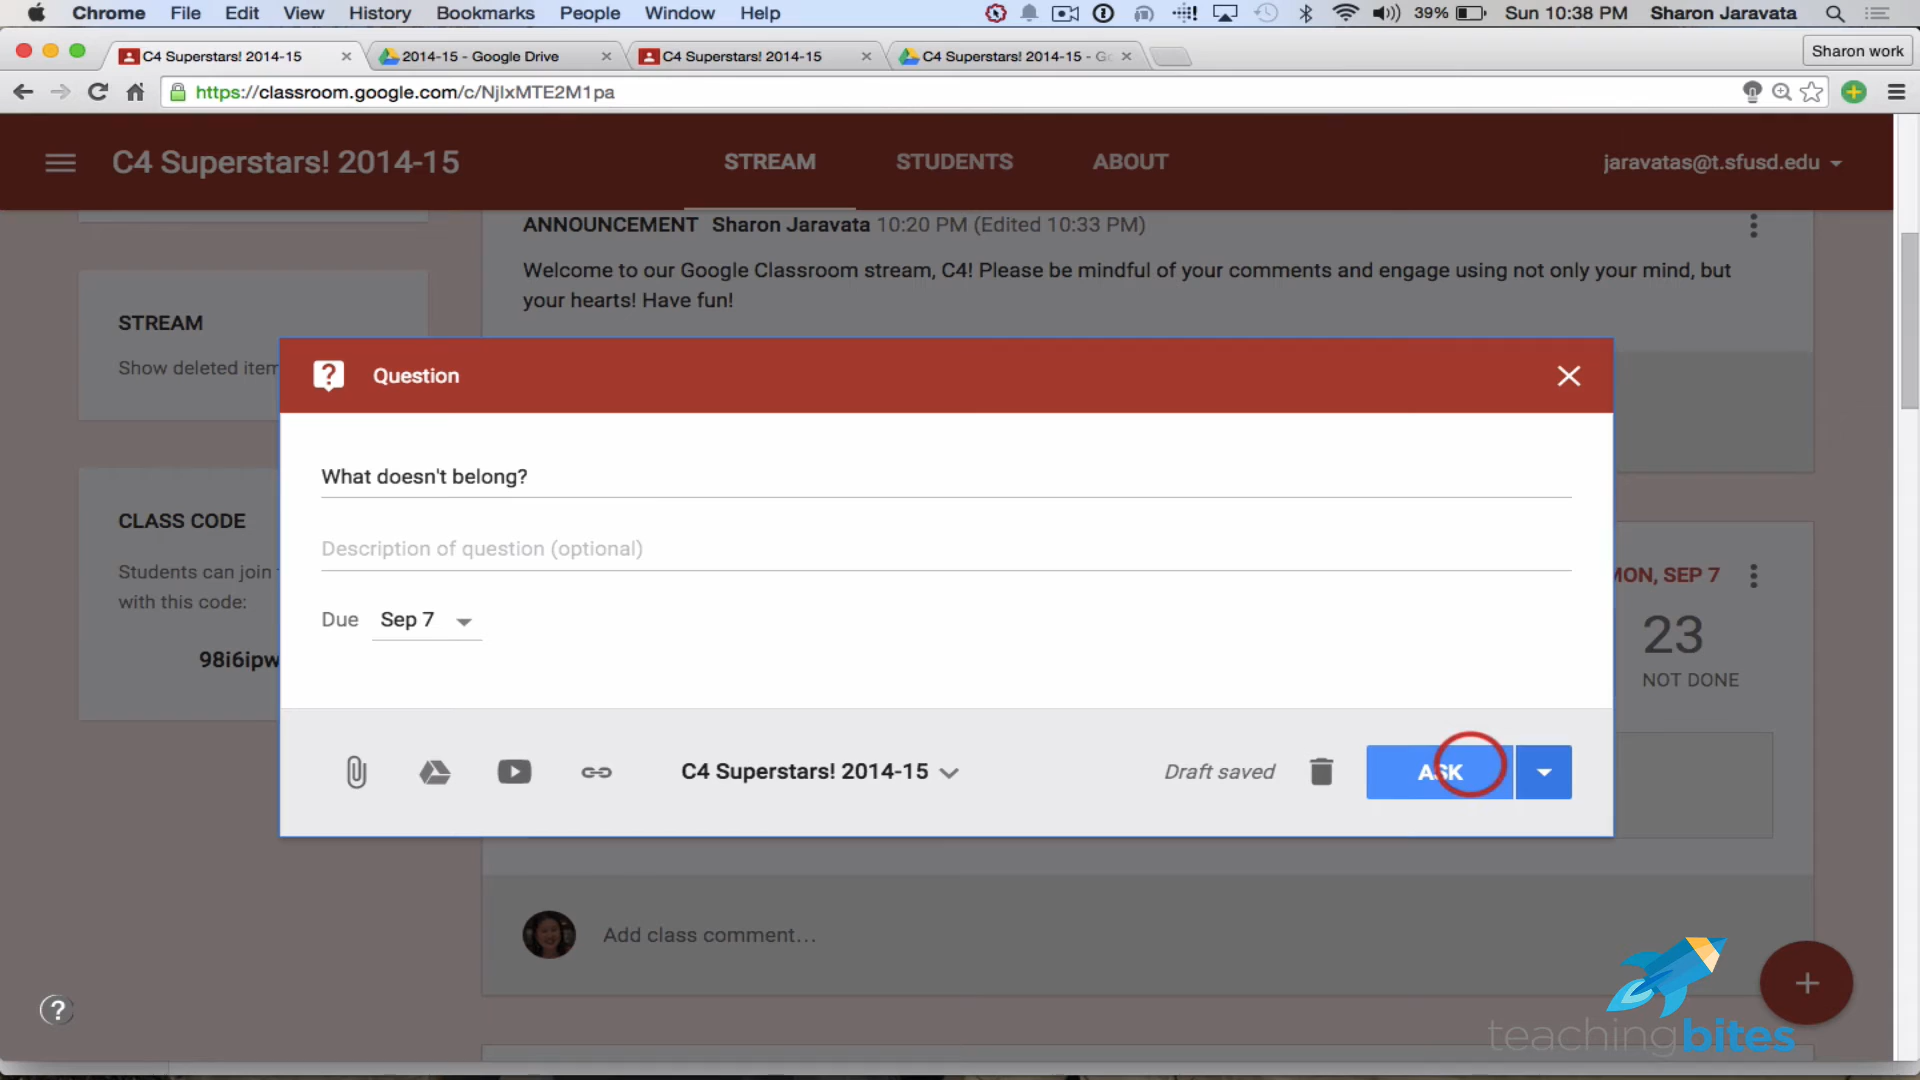 Chrome File Edit View History Bookmarks People Window Help 39% Sun 10:38 PM Sharon Jaravata
C4 Superstars! 2014-15 2014-15 - Google Drive C4 Superstars! 2014-15 C4 Superstars! 2014-15 - Go Sharon work
https://classroom.google.com/c/NjIxMTE2M1pa
C4 Superstars! 2014-15 STREAM STUDENTS ABOUT jaravatas@t.sfusd.edu
ANNOUNCEMENT Sharon Jaravata 10:20 PM (Edited 10:33 PM)
Welcome to our Google Classroom stream, C4! Please be mindful of your comments and engage using not only your mind, but
your hearts! Have fun!
STREAM
Show deleted item
Question
What doesn't belong?
Description of question (optional)
Due Sep 7
CLASS CODE
Students can join
with this code:
98i6ipw
MON, SEP 7
23
NOT DONE
C4 Superstars! 2014-15 Draft saved ASK
Add class comment...
teachingbites